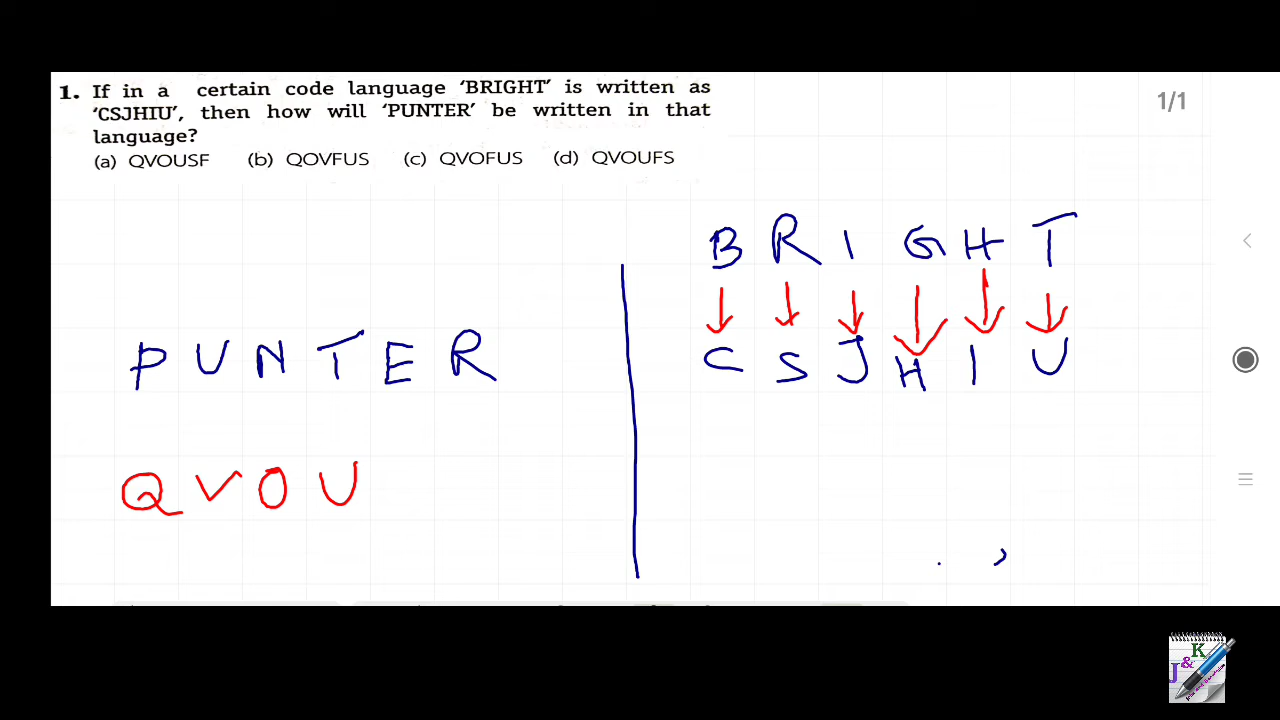 1. If in a certain code language ‘BRIGHT’ is written as
‘CSJHIU’, then how will ‘PUNTER’ be written in that
language?
(a) QVOUSF (b) QOVFUS (c) QVOFUS (d) QVOUFS
1/1
B R I G H T
C S J H I U
P U N T E R
Q V O U
J & K